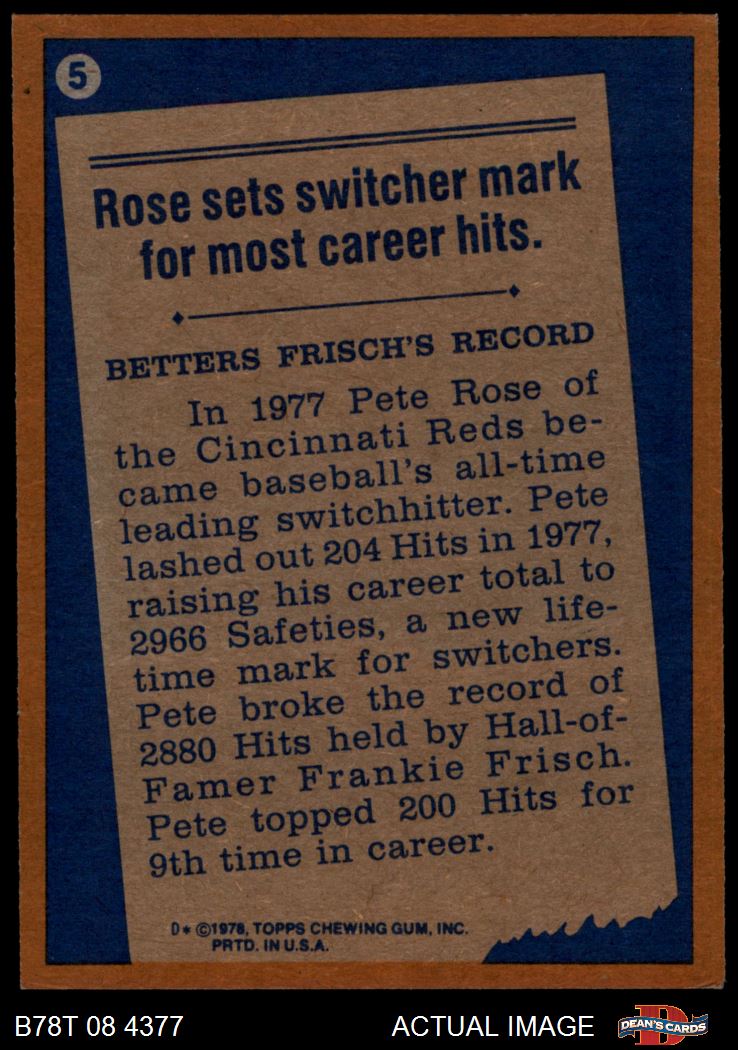 5
Rose sets switcher mark
for most career hits.
BETTERS FRISCH'S RECORD
In 1977 Pete Rose of
the Cincinnati Reds be-
came baseball's all-time
leading switchhitter. Pete
lashed out 204 Hits in 1977,
raising his career total to
2966 Safeties, a new life-
time mark for switchers.
Pete broke the record of
2880 Hits held by Hall-of-
Famer Frankie Frisch.
Pete topped 200 Hits for
9th time in career.
D* ©1978, TOPPS CHEWING GUM, INC.
PRTD. IN U.S.A.
B78T 08 4377 ACTUAL IMAGE D DEAN'S CARDS